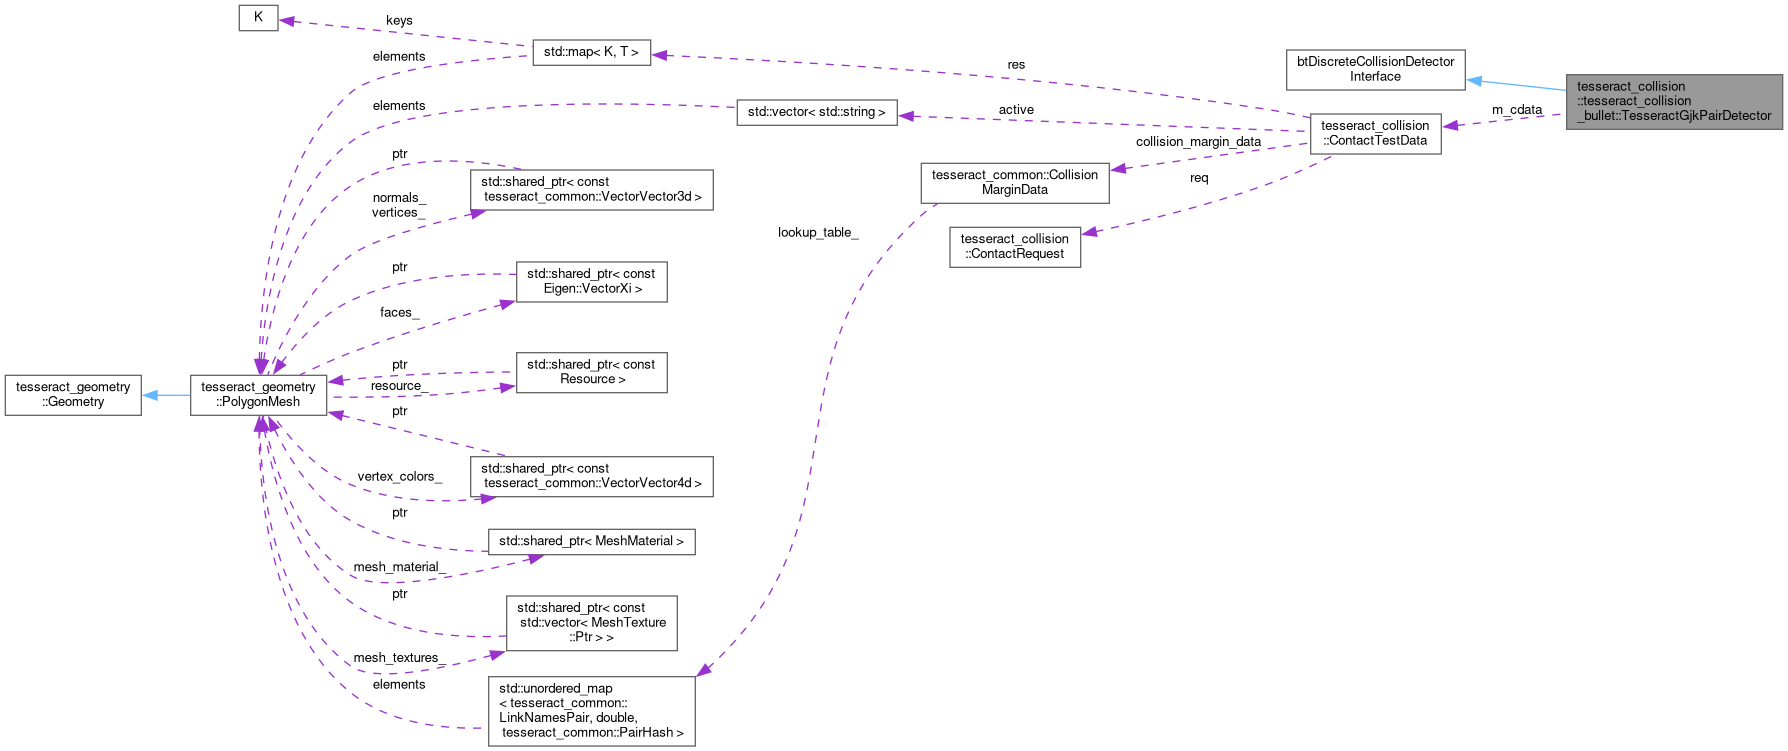 K
keys
std::map< K, T >
elements
res
btDiscreteCollisionDetector
Interface
tesseract_collision
::tesseract_collision
_bullet::TesseractGjkPairDetector
m_cdata
elements
std::vector< std::string >
active
tesseract_collision
::ContactTestData
collision_margin_data
ptr
std::shared_ptr< const
tesseract_common::VectorVector3d >
tesseract_common::Collision
MarginData
req
normals_
vertices_
lookup_table_
tesseract_collision
::ContactRequest
ptr
std::shared_ptr< const
Eigen::VectorXi >
faces_
ptr
std::shared_ptr< const
Resource >
tesseract_geometry
::Geometry
tesseract_geometry
::PolygonMesh
resource_
ptr
std::shared_ptr< const
tesseract_common::VectorVector4d >
vertex_colors_
ptr
std::shared_ptr< MeshMaterial >
mesh_material_
ptr
std::shared_ptr< const
std::vector< MeshTexture
::Ptr > >
mesh_textures_
elements
std::unordered_map
< tesseract_common::
LinkNamesPair, double,
tesseract_common::PairHash >